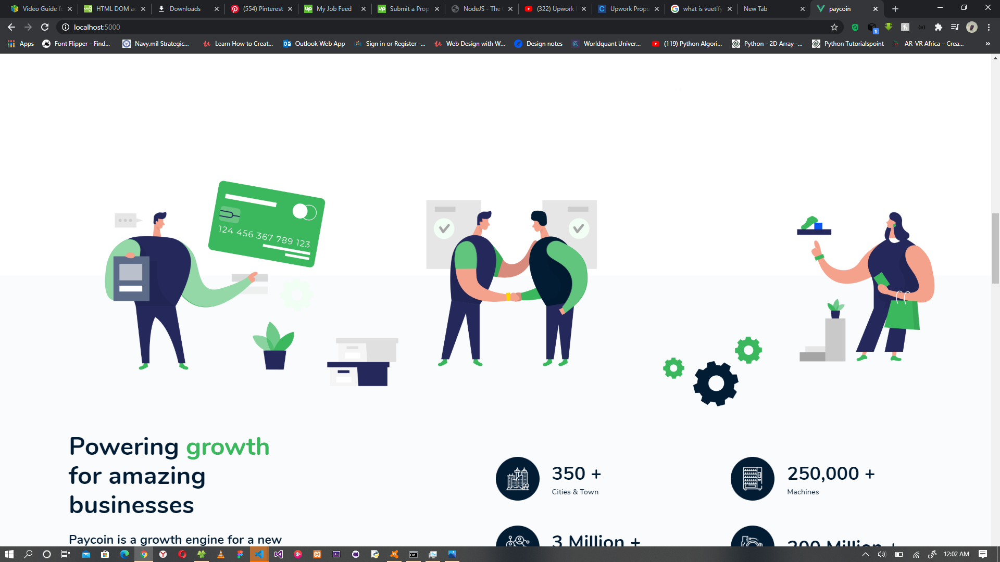 Video Guide fo
HTML DOM ac
Downloads
(554) Pinterest
My Job Feed
Submit a Prop
NodeJS - The
(322) Upwork
Upwork Propo
what is vuetify
New Tab
paycoin
localhost:5000
Apps
Font Flipper - Find...
Navy.mil Strategic...
Learn How to Creat...
Outlook Web App
Sign in or Register -...
Web Design with W...
Design notes
Worldquant Univer...
(119) Python Algori...
Python - 2D Array -...
Python Tutorialspoint
AR-VR Africa – Crea...
124 456 367 789 123
Powering growth
for amazing
businesses
Paycoin is a growth engine for a new
350 +
Cities & Town
250,000 +
Machines
3 Million +
200 Million +
12:02 AM